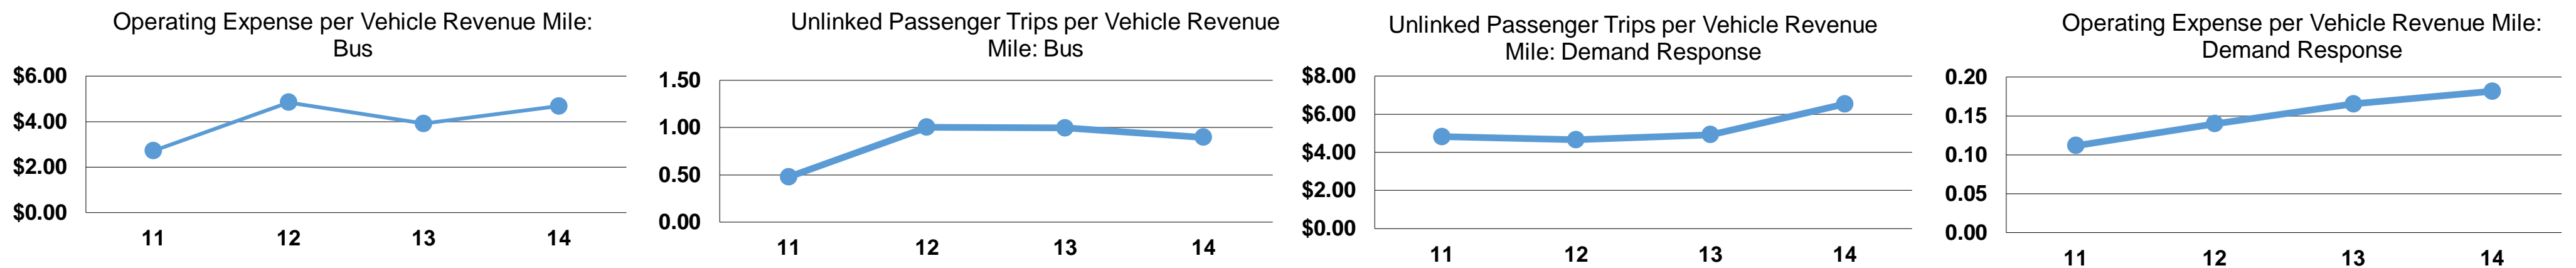 Operating Expense per Vehicle Revenue Mile:
Bus
$6.00
$4.00
$2.00
$0.00
11 12 13 14
Unlinked Passenger Trips per Vehicle Revenue
Mile: Bus
1.50
1.00
0.50
0.00
11 12 13 14
Unlinked Passenger Trips per Vehicle Revenue
Mile: Demand Response
$8.00
$6.00
$4.00
$2.00
$0.00
11 12 13 14
Operating Expense per Vehicle Revenue Mile:
Demand Response
0.20
0.15
0.10
0.05
0.00
11 12 13 14